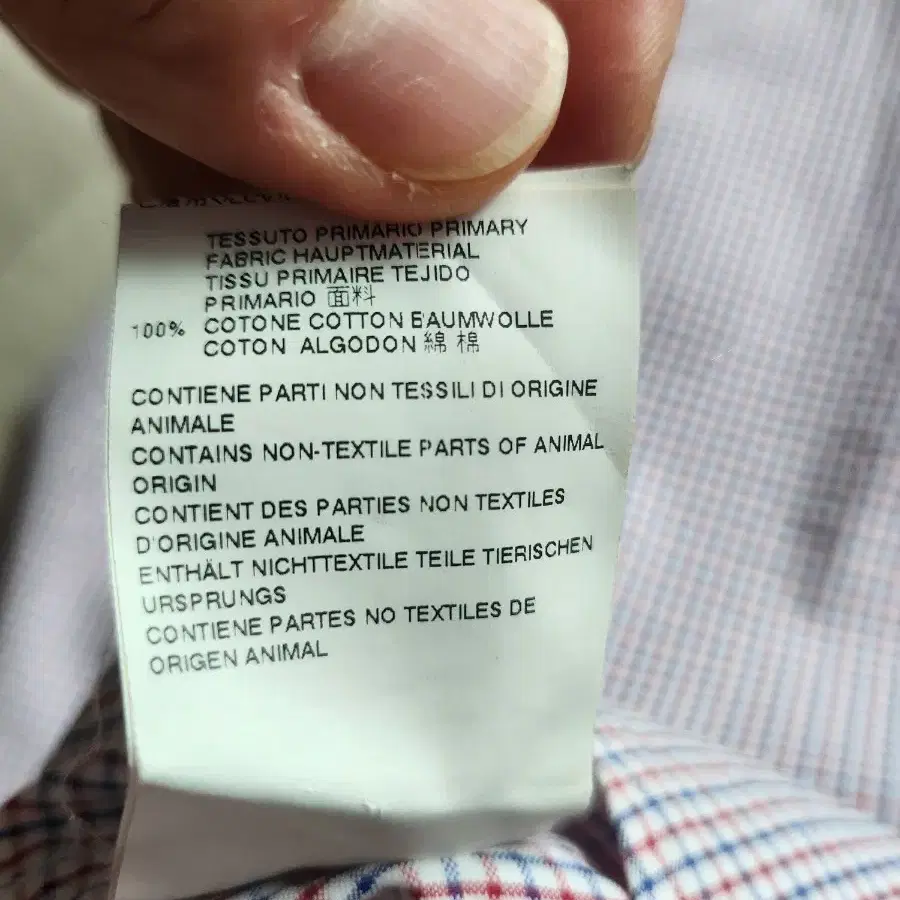 TESSUTO PRIMARIO PRIMARY
FABRIC HAUPTMATERIAL
TISSU PRIMAIRE TEJIDO
PRIMARIO 面料
100% COTONE COTTON BAUMWOLLE
COTON ALGODON 綿 棉
CONTIENE PARTI NON TESSILI DI ORIGINE
ANIMALE
CONTAINS NON-TEXTILE PARTS OF ANIMAL
ORIGIN
CONTIENT DES PARTIES NON TEXTILES
D'ORIGINE ANIMALE
ENTHÄLT NICHTTEXTILE TEILE TIERISCHEN
URSPRUNGS
CONTIENE PARTES NO TEXTILES DE
ORIGEN ANIMAL